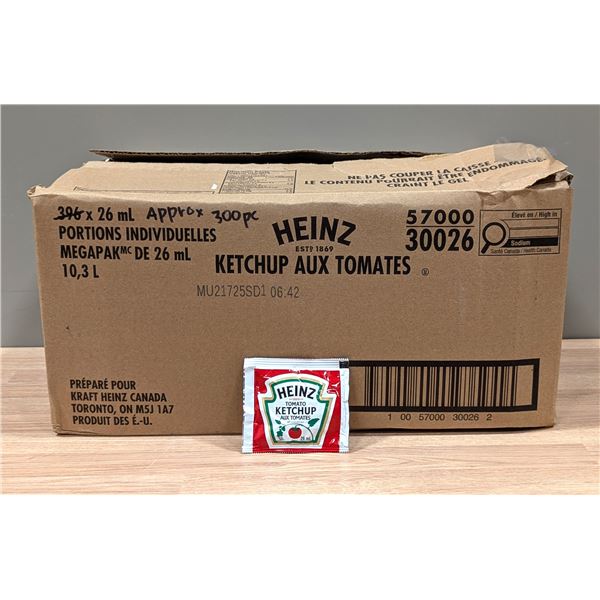 NE PAS COUPER LA CAISSE
LE CONTENU POURRAIT ÊTRE ENDOMMAGÉ
CRAINT LE GEL
396 x 26 mL Approx 300pc
PORTIONS INDIVIDUELLES
MEGAPAKMC DE 26 mL
10,3 L
HEINZ
ESTD 1869
KETCHUP AUX TOMATES ®
57000
30026
Élevé en / High in
Sodium
Santé Canada / Health Canada
MU21725SD1 06:42
PRÉPARÉ POUR
KRAFT HEINZ CANADA
TORONTO, ON M5J 1A7
PRODUIT DES É.-U.
1 00 57000 30026 2
HEINZ
TOMATO
KETCHUP
AUX TOMATES
26 mL